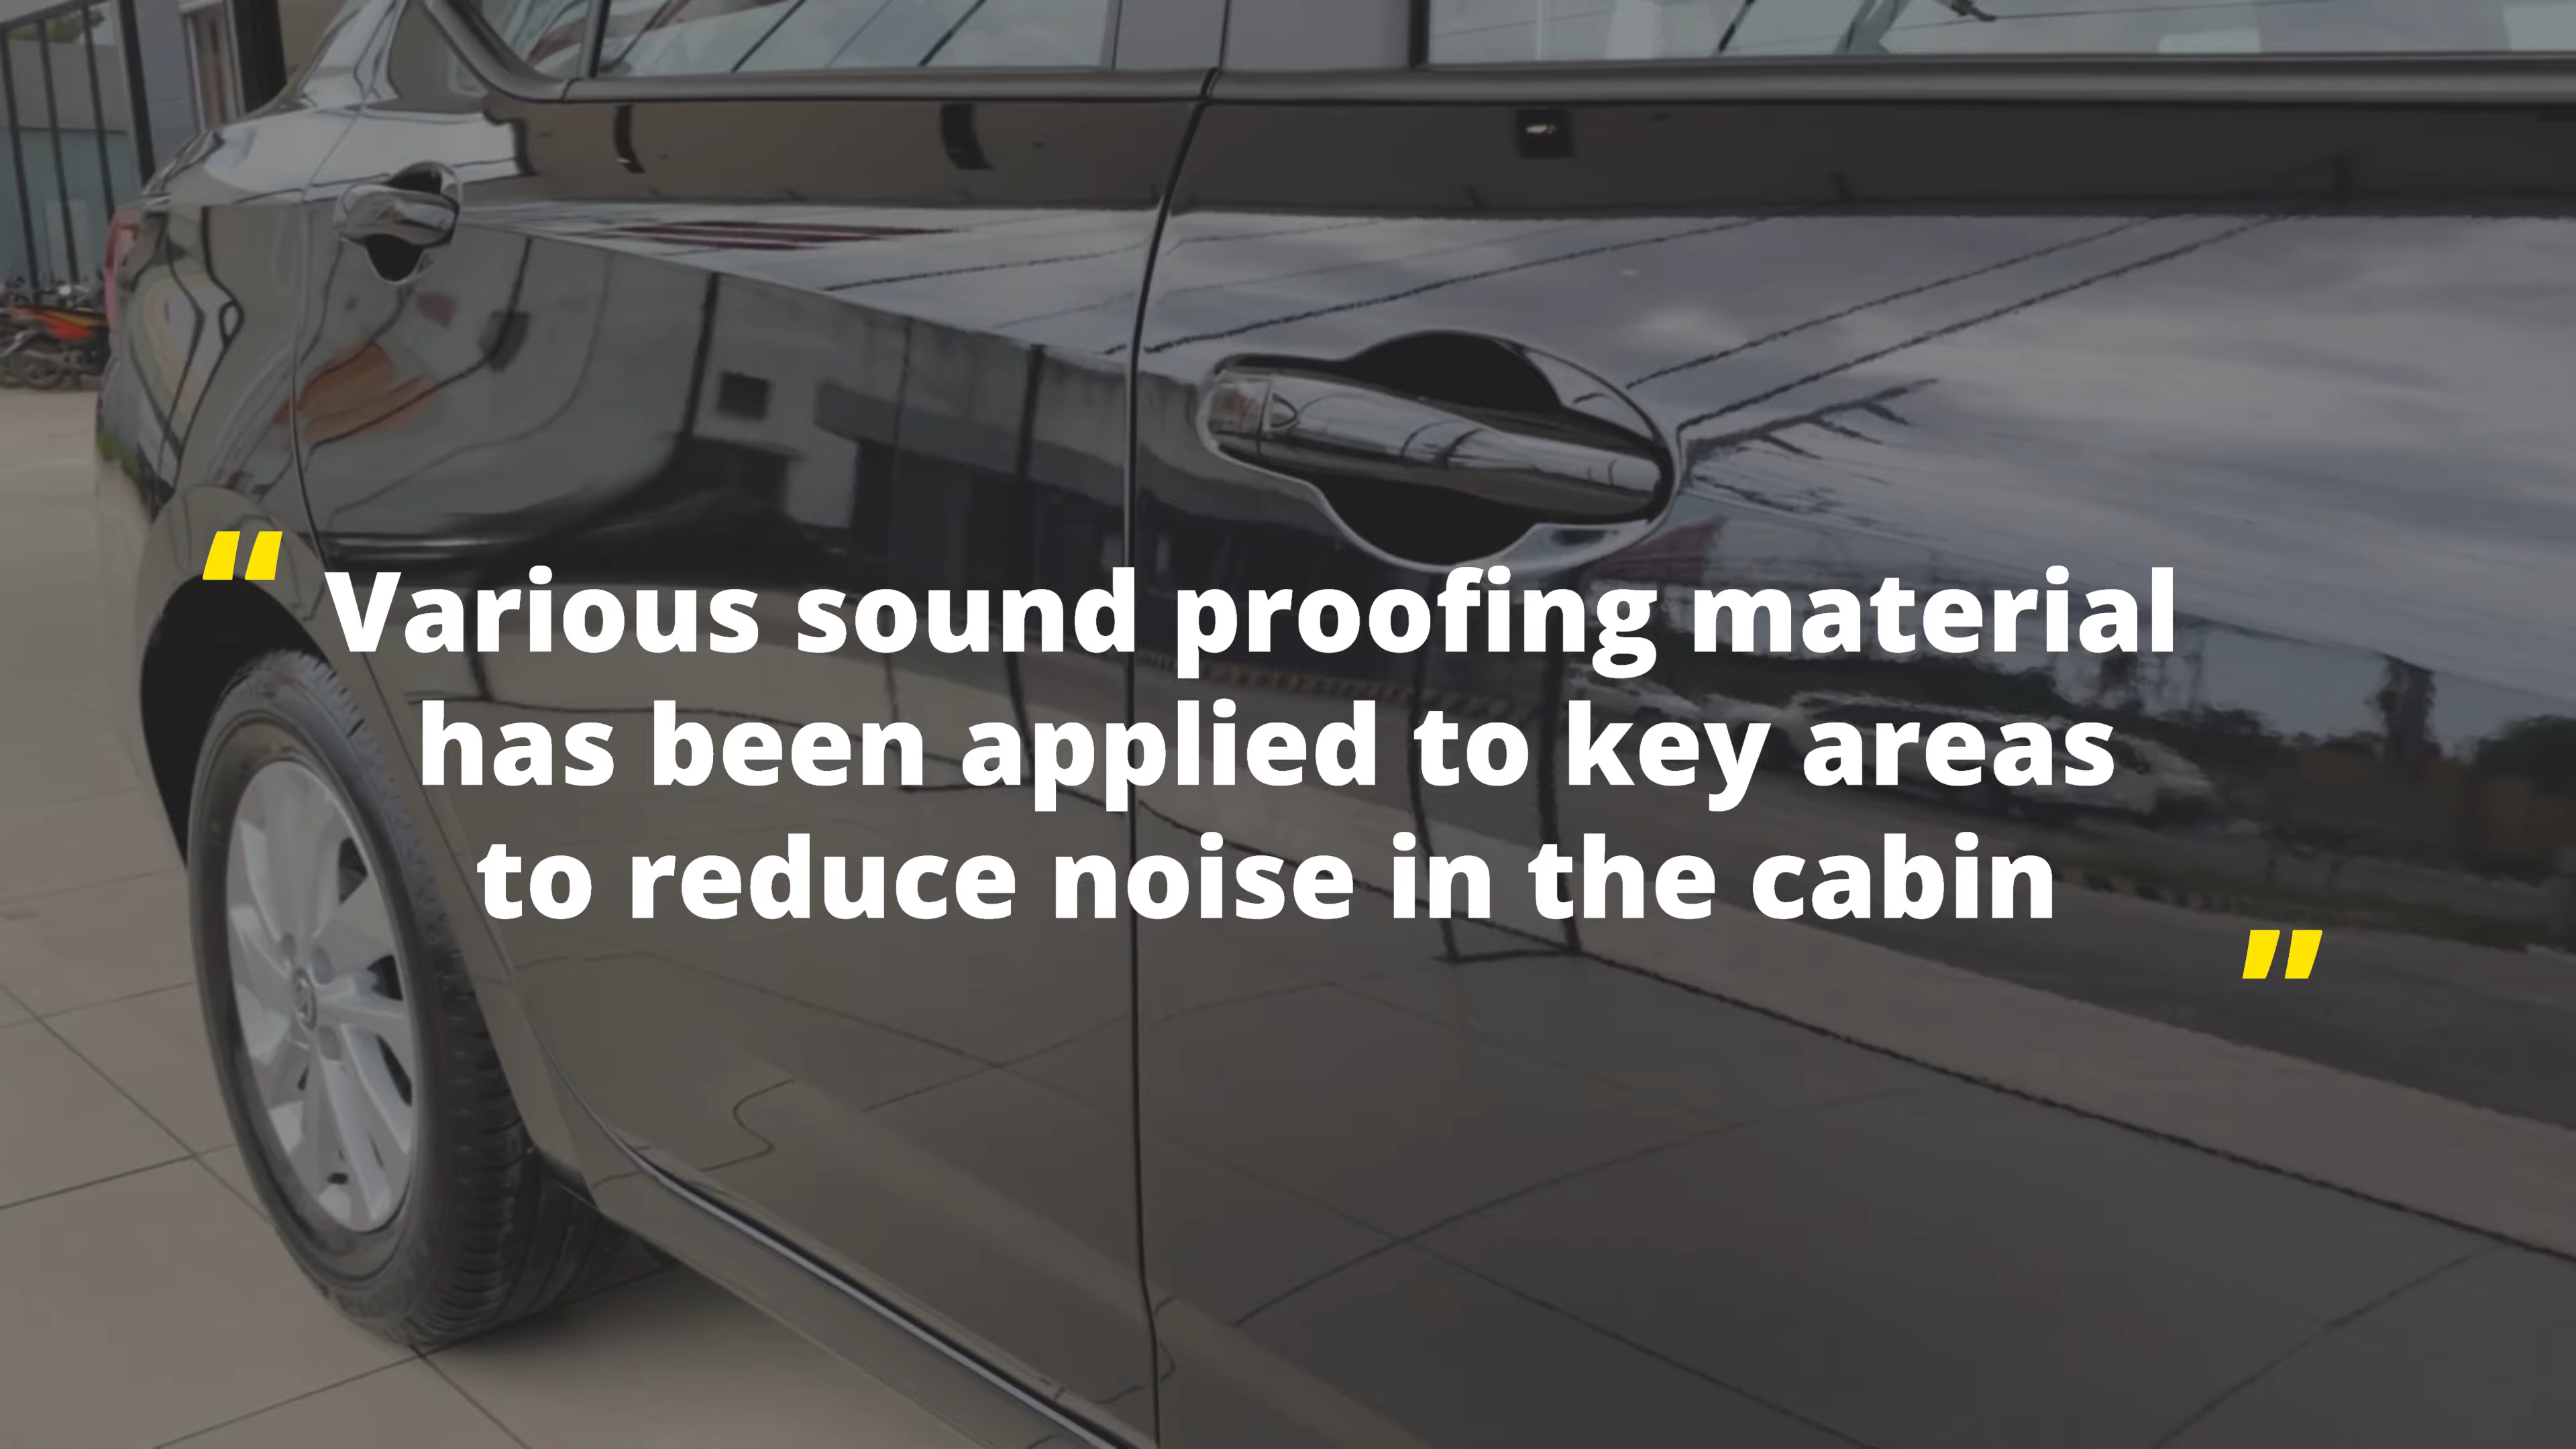 “ Various sound proofing material
has been applied to key areas
to reduce noise in the cabin ”